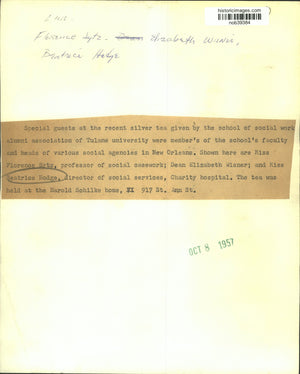 historicimages.com
nob39384
Florence Sytz. Dean Elizabeth Wisner,
Beatrice Hodge
Special guests at the recent silver tea given by the school of social work
alumni association of Tulane university were member's of the school's faculty
and heads of various social agencies in New Orleans. Shown here are Miss
Florence Sytz, professor of social casework; Dean Elizabeth Wisner; and Miss
Beatrice Hodge, director of social services, Charity hospital. The tea was
held at the Harold Schilke home, 917 St. Ann St.
OCT 8 1957